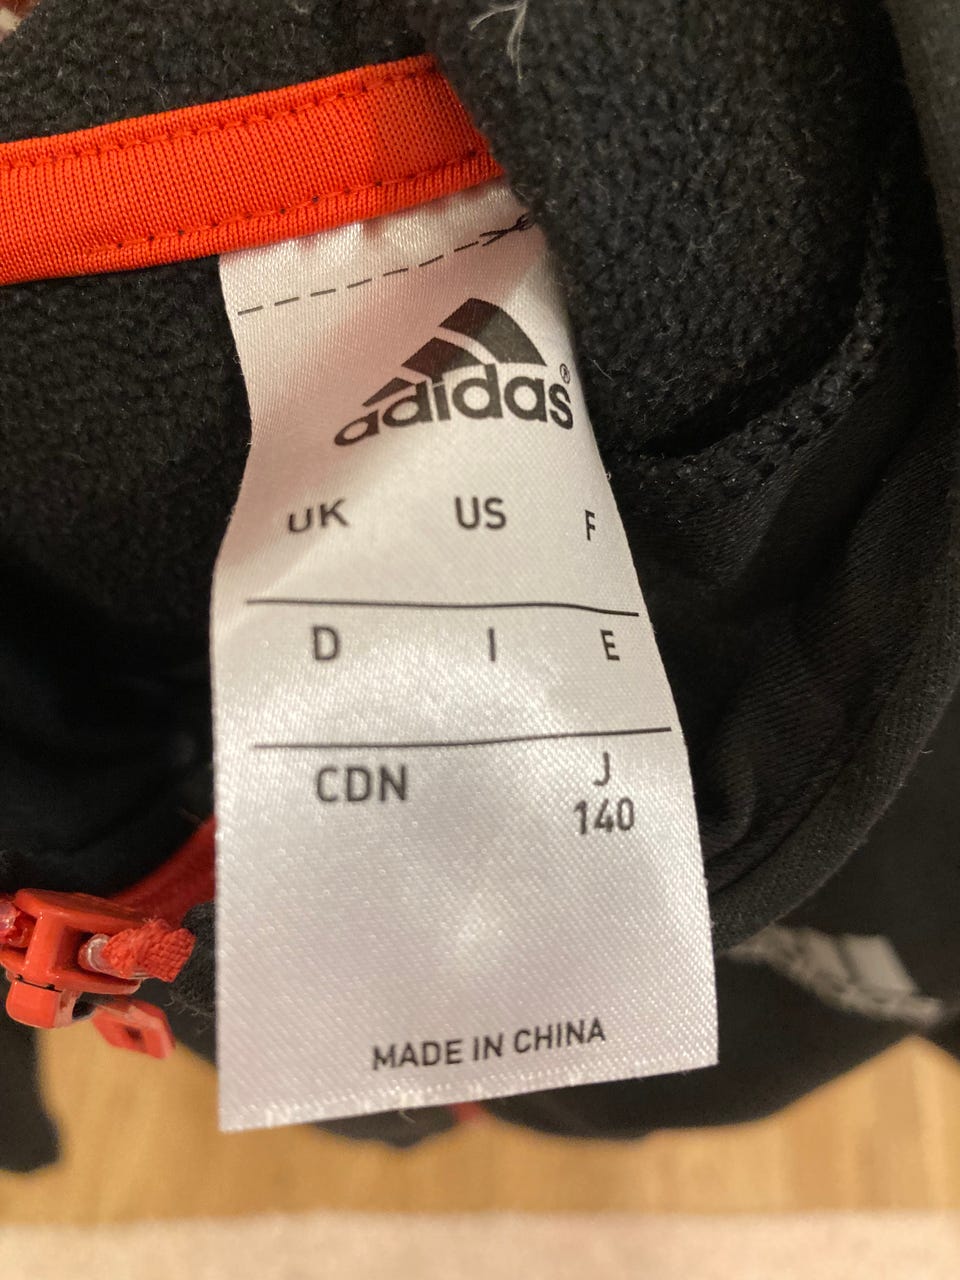 adidas®
UK US F
D I E
CDN J
140
MADE IN CHINA